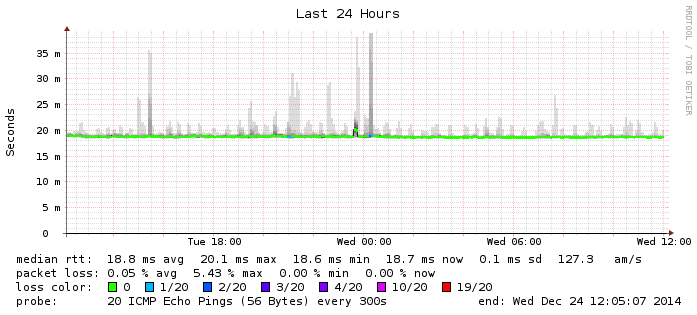 Last 24 Hours
RRDTOOL / TOBI OETIKER
Seconds
35 m
30 m
25 m
20 m
15 m
10 m
5 m
0
Tue 18:00 Wed 00:00 Wed 06:00 Wed 12:00
median rtt: 18.8 ms avg 20.1 ms max 18.6 ms min 18.7 ms now 0.1 ms sd 127.3 am/s
packet loss: 0.05 % avg 5.43 % max 0.00 % min 0.00 % now
loss color: 0 1/20 2/20 3/20 4/20 10/20 19/20
probe: 20 ICMP Echo Pings (56 Bytes) every 300s end: Wed Dec 24 12:05:07 2014